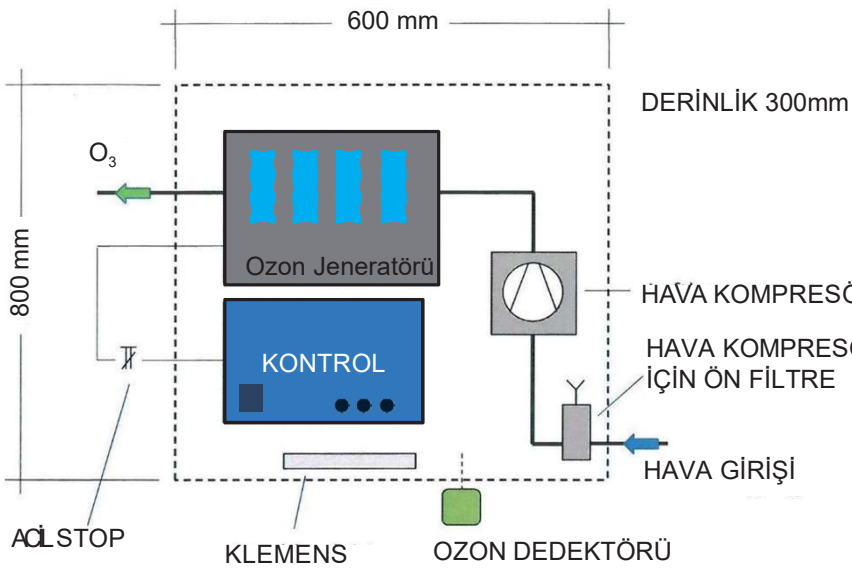 600 mm
DERİNLİK 300mm
O₃
800 mm
Ozon Jeneratörü
HAVA KOMPRESÖ
KONTROL
HAVA KOMPRESÖ
İÇİN ÖN FİLTRE
HAVA GİRİŞİ
ACİL STOP
KLEMENS
OZON DEDEKTÖRÜ